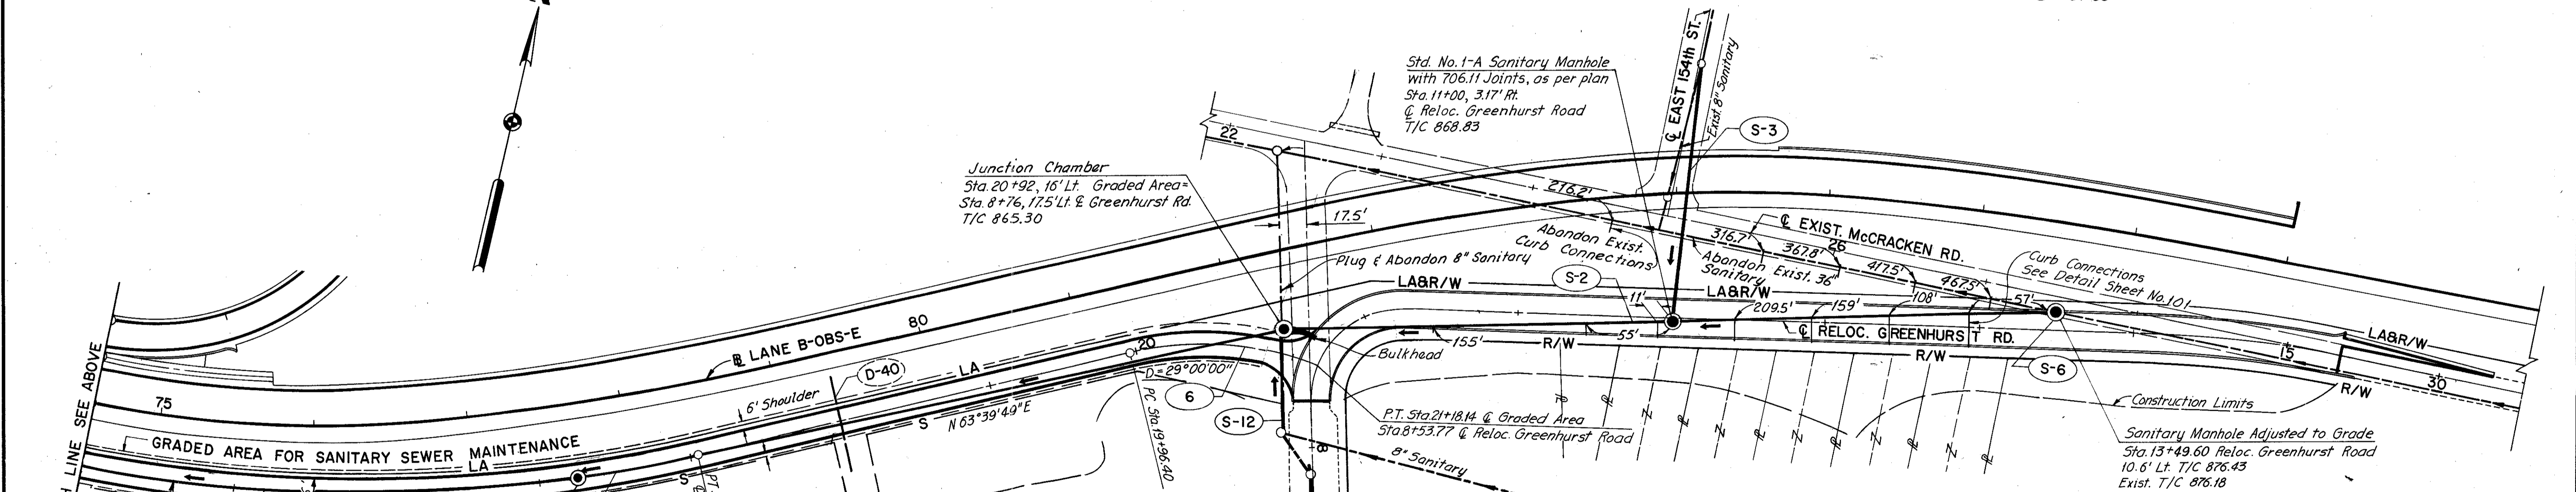 Std. No. 1-A Sanitary Manhole
with 706.11 Joints, as per plan
Sta. 11+00, 3.17' Rt.
℄ Reloc. Greenhurst Road
T/C 868.83
℄ EAST 154th ST.
Exist. 8" Sanitary
S-3
22
Junction Chamber
Sta. 20+92, 16' Lt. Graded Area=
Sta. 8+76, 17.5' Lt. ℄ Greenhurst Rd.
T/C 865.30
17.5'
216.2'
Abandon Exist.
Curb Connections
316.7'
367.8'
417.5'
467.5'
℄ EXIST. McCRACKEN RD.
26
Abandon Exist. 36"
Sanitary
Curb Connections
See Detail Sheet No. 101
Plug & Abandon 8" Sanitary
S-2
LA&R/W
LA&R/W
11'
209.5'
159'
108'
57'
155'
55'
℄ RELOC. GREENHURST RD.
R/W
R/W
LA&R/W
15
30
R/W
S-6
Bulkhead
LINE SEE ABOVE
75
80
℄ LANE B-OBS-E
20
LA
D-40
6' Shoulder
D=29°00'00"
6
PC Sta. 19+96.40
S-12
N 63°39'49"E
S
GRADED AREA FOR SANITARY SEWER MAINTENANCE
LA
S
PT.
P.T. Sta. 21+18.14 ℄ Graded Area
Sta. 8+53.77 ℄ Reloc. Greenhurst Road
8
8" Sanitary
Construction Limits
Sanitary Manhole Adjusted to Grade
Sta. 13+49.60 Reloc. Greenhurst Road
10.6' Lt. T/C 876.43
Exist. T/C 876.18